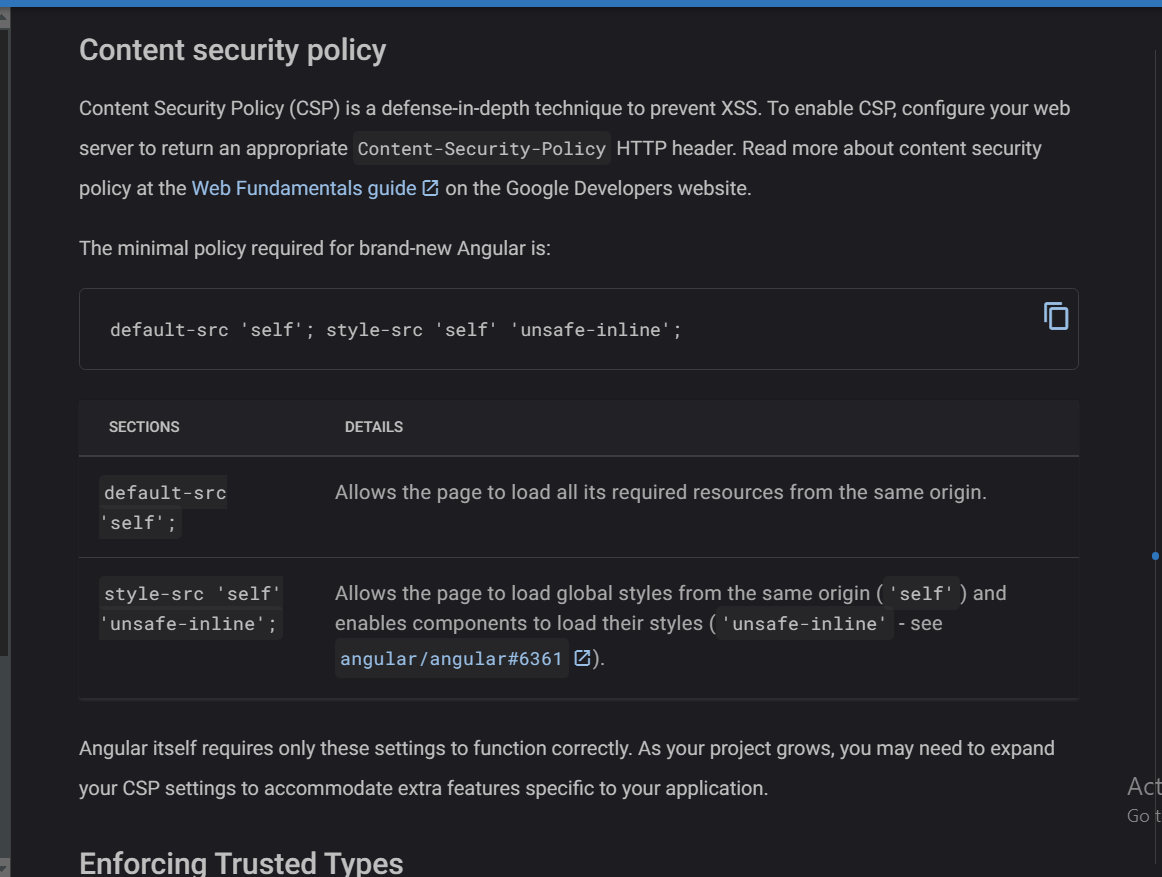 Content security policy
Content Security Policy (CSP) is a defense-in-depth technique to prevent XSS. To enable CSP, configure your web
server to return an appropriate Content-Security-Policy HTTP header. Read more about content security
policy at the Web Fundamentals guide on the Google Developers website.
The minimal policy required for brand-new Angular is:
default-src 'self'; style-src 'self' 'unsafe-inline';
SECTIONS DETAILS
default-src Allows the page to load all its required resources from the same origin.
'self';
style-src 'self' Allows the page to load global styles from the same origin ( 'self' ) and
'unsafe-inline'; enables components to load their styles ( 'unsafe-inline' - see
angular/angular#6361 ).
Angular itself requires only these settings to function correctly. As your project grows, you may need to expand
your CSP settings to accommodate extra features specific to your application.
Act
Go t
Enforcing Trusted Types